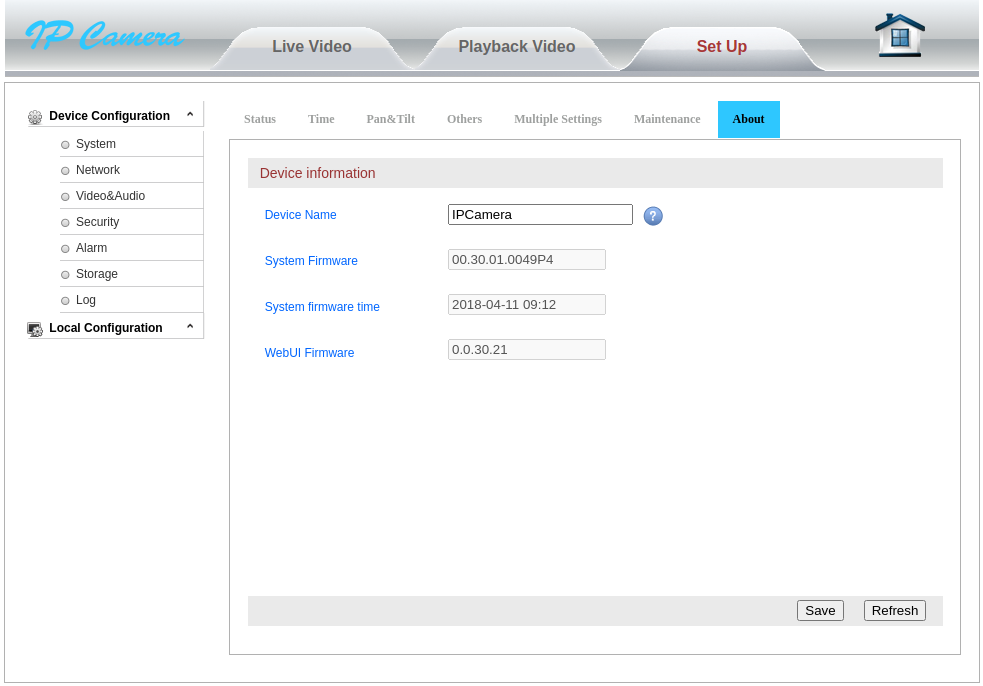 IP Camera
Live Video
Playback Video
Set Up
Device Configuration
System
Network
Video&Audio
Security
Alarm
Storage
Log
Local Configuration
Status Time Pan&Tilt Others Multiple Settings Maintenance About
Device information
Device Name IPCamera ?
System Firmware 00.30.01.0049P4
System firmware time 2018-04-11 09:12
WebUI Firmware 0.0.30.21
Save Refresh